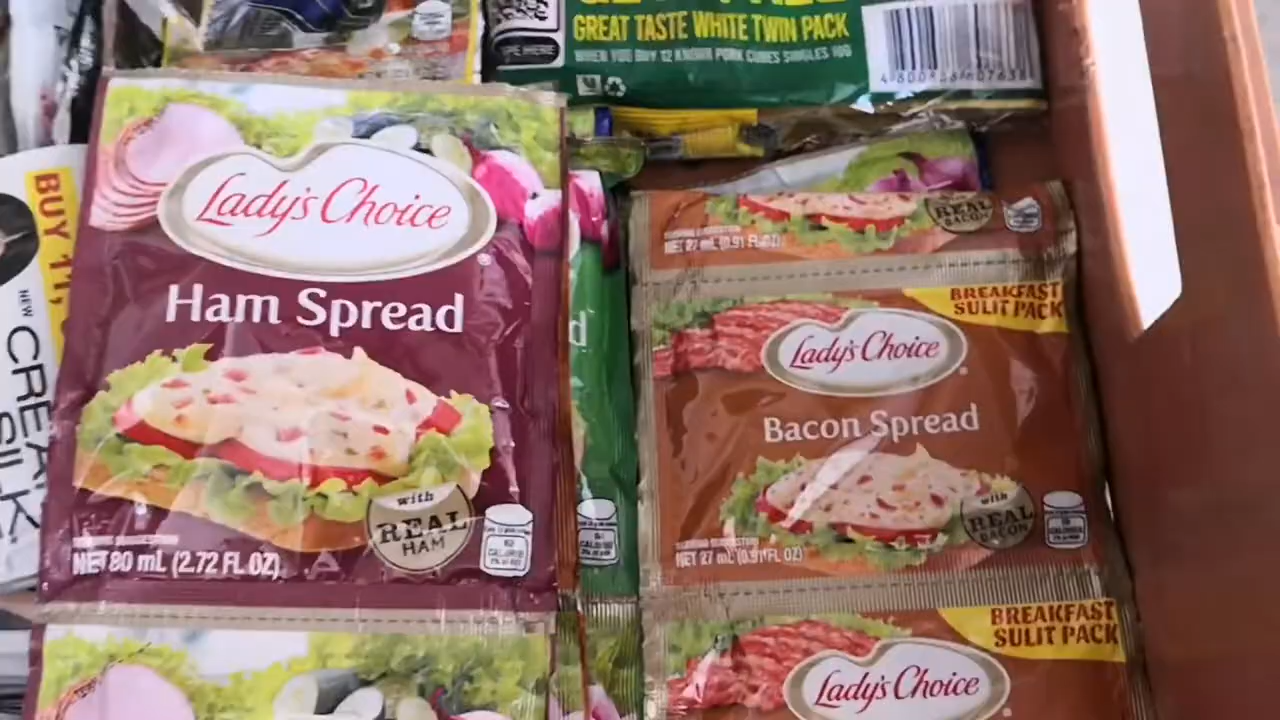 GREAT TASTE WHITE TWIN PACK
WHEN YOU BUY 12 KNORR PORK CUBES SINGLES 10G
BUY 11,
NEW
CREAM
SILK
Lady's Choice
Ham Spread
with
REAL
HAM
NET 80 mL (2.72 FL OZ)
d
REAL
BACON
NET 27 mL (0.91 FL OZ)
BREAKFAST
SULIT PACK
Lady's Choice
Bacon Spread
with
REAL
BACON
NET 27 mL (0.91 FL OZ)
BREAKFAST
SULIT PACK
Lady's Choice